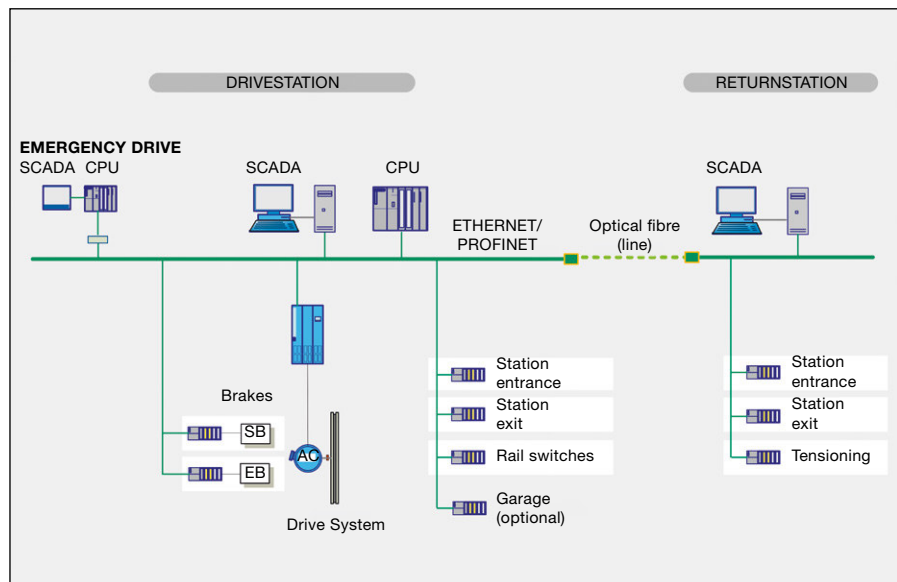 DRIVESTATION
RETURNSTATION
EMERGENCY DRIVE
SCADA CPU
SCADA
CPU
SCADA
ETHERNET/
PROFINET
Optical fibre
(line)
Brakes
SB
EB
AC
Drive System
Station
entrance
Station
exit
Rail switches
Garage
(optional)
Station
entrance
Station
exit
Tensioning